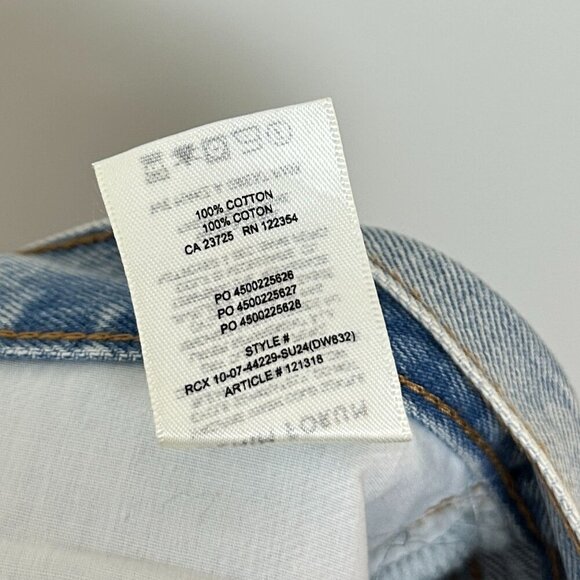 100% COTTON
100% COTON
CA 23725 RN 122354
PO 4500225626
PO 4500225627
PO 4500225628
STYLE #
RCX 10-07-44229-SU24(DW832)
ARTICLE # 121318